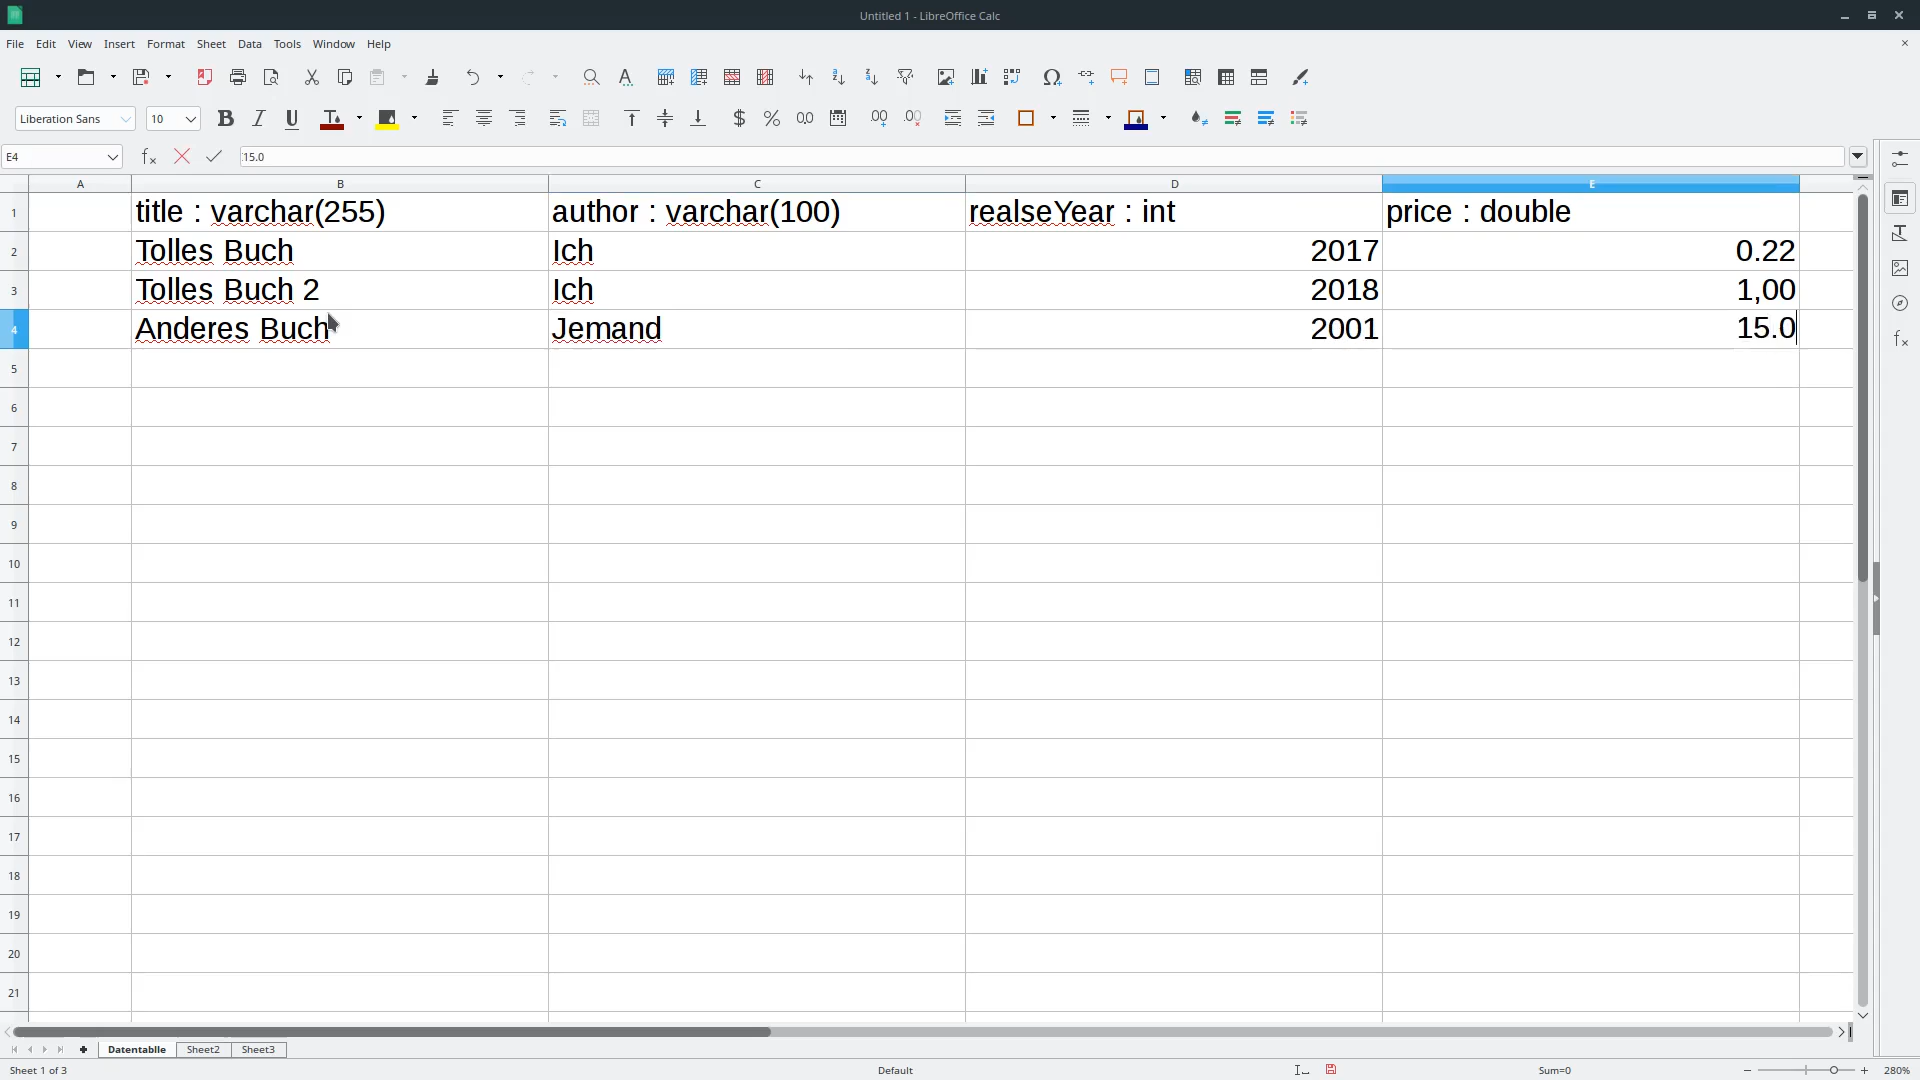 Untitled 1 - LibreOffice Calc
File Edit View Insert Format Sheet Data Tools Window Help
Liberation Sans 10
E4 15.0
A B C D E
1 title : varchar(255) author : varchar(100) realseYear : int price : double
2 Tolles Buch Ich 2017 0.22
3 Tolles Buch 2 Ich 2018 1,00
4 Anderes Buch Jemand 2001 15.0
5
6
7
8
9
10
11
12
13
14
15
16
17
18
19
20
21
Datentablle Sheet2 Sheet3
Sheet 1 of 3 Default Sum=0 280%